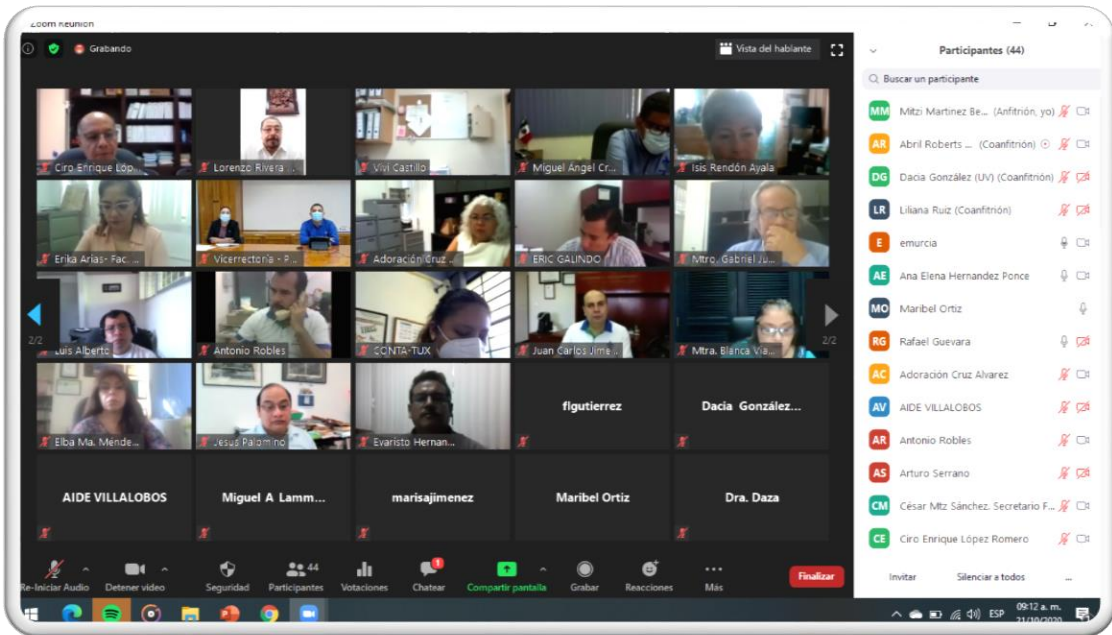 Zoom Reunión
Grabando
Vista del hablante
Ciro Enrique Lóp...
Lorenzo Rivera ...
Vivi Castillo
Miguel Ángel Cr...
Isis Rendón Ayala
Erika Arias- Fac. ...
Vicerrectoría - P...
Adoración Cruz ...
ERIC GALINDO
Mtro. Gabriel Ju...
2/2
Luis Alberto
Antonio Robles
CONTA-TUX
Juan Carlos Jime...
Mtra. Blanca Via...
2/2
Elba Ma. Ménde...
Jesus Palomino
Evaristo Hernan...
flgutierrez
Dacia González...
AIDE VILLALOBOS
Miguel A Lamm...
marisajimenez
Maribel Ortiz
Dra. Daza
Re-Iniciar Audio
Detener video
Seguridad
44
Participantes
Votaciones
1
Chatear
Compartir pantalla
Grabar
Reacciones
Más
Finalizar
Participantes (44)
Buscar un participante
MM Mitzi Martinez Be... (Anfitrión, yo)
AR Abril Roberts ... (Coanfitrión)
DG Dacia González (UV) (Coanfitrión)
LR Liliana Ruiz (Coanfitrión)
E emurcia
AE Ana Elena Hernandez Ponce
MO Maribel Ortiz
RG Rafael Guevara
AC Adoración Cruz Alvarez
AV AIDE VILLALOBOS
AR Antonio Robles
AS Arturo Serrano
CM César Mtz Sánchez. Secretario F...
CE Ciro Enrique López Romero
Invitar
Silenciar a todos
...
ESP
09:12 a. m.
21/10/2020